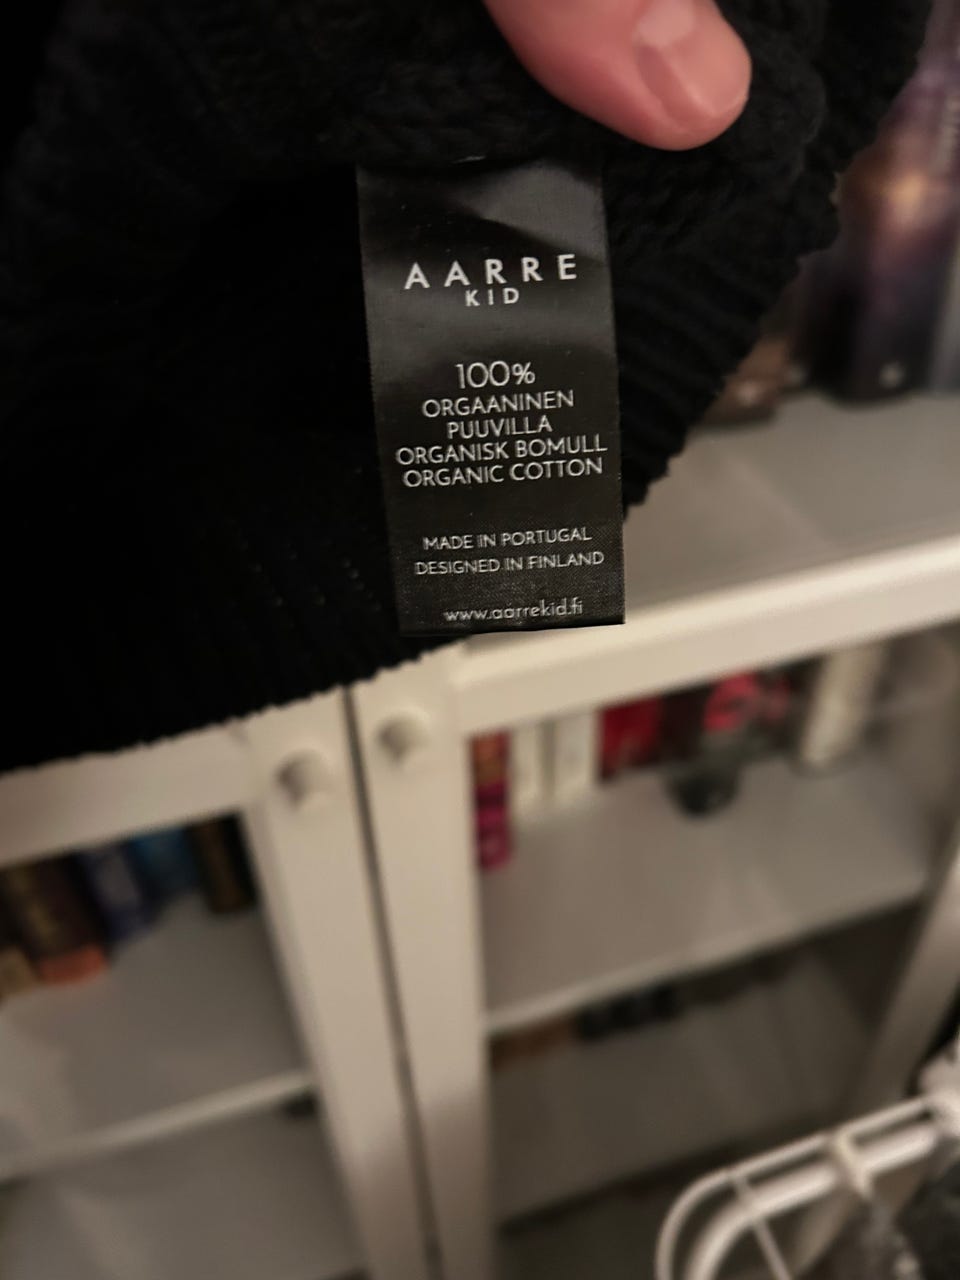 AARRE
KID
100%
ORGAANINEN
PUUVILLA
ORGANISK BOMULL
ORGANIC COTTON
MADE IN PORTUGAL
DESIGNED IN FINLAND
www.aarrekid.fi